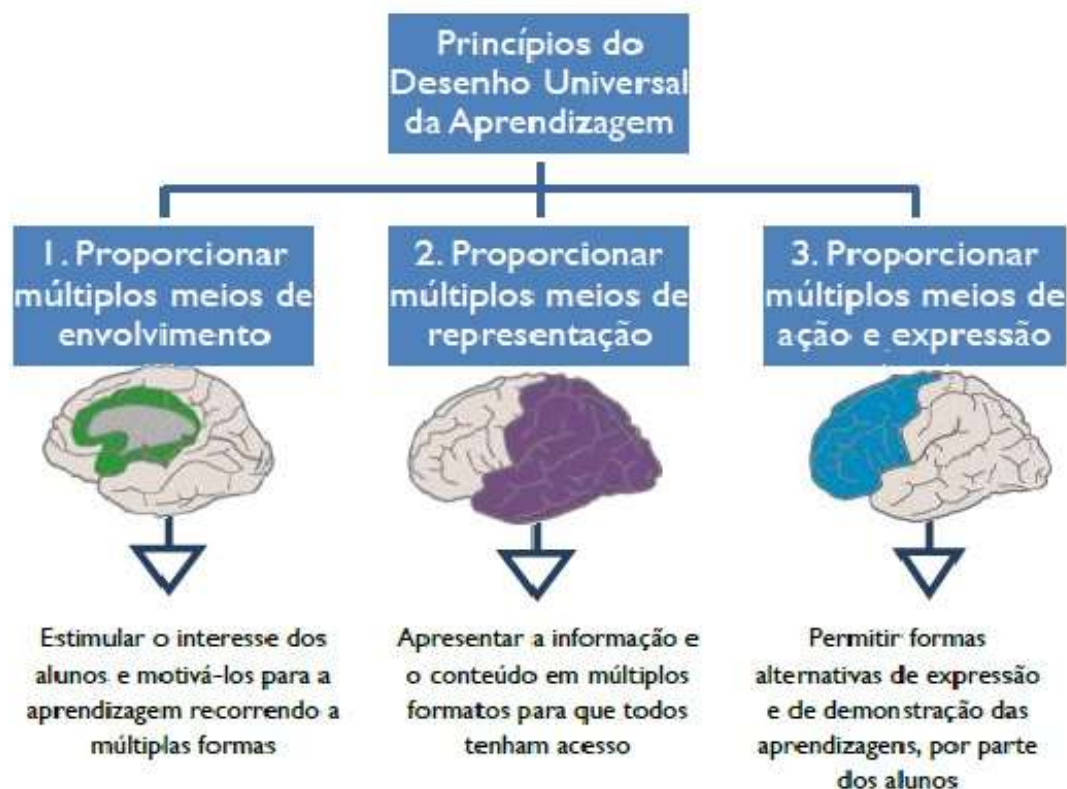 Princípios do
Desenho Universal
da Aprendizagem
1. Proporcionar
múltiplos meios de
envolvimento
2. Proporcionar
múltiplos meios de
representação
3. Proporcionar
múltiplos meios de
ação e expressão
Estimular o interesse dos
alunos e motivá-los para a
aprendizagem recorrendo a
múltiplas formas
Apresentar a informação e
o conteúdo em múltiplos
formatos para que todos
tenham acesso
Permitir formas
alternativas de expressão
e de demonstração das
aprendizagens, por parte
dos alunos